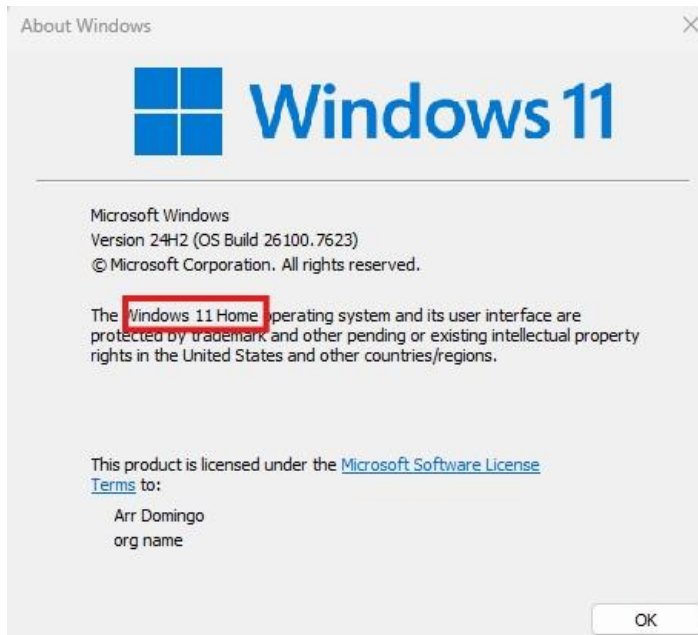 About Windows
Windows 11
Microsoft Windows
Version 24H2 (OS Build 26100.7623)
© Microsoft Corporation. All rights reserved.
The Windows 11 Home operating system and its user interface are
protected by trademark and other pending or existing intellectual property
rights in the United States and other countries/regions.
This product is licensed under the Microsoft Software License
Terms to:
Arr Domingo
org name
OK